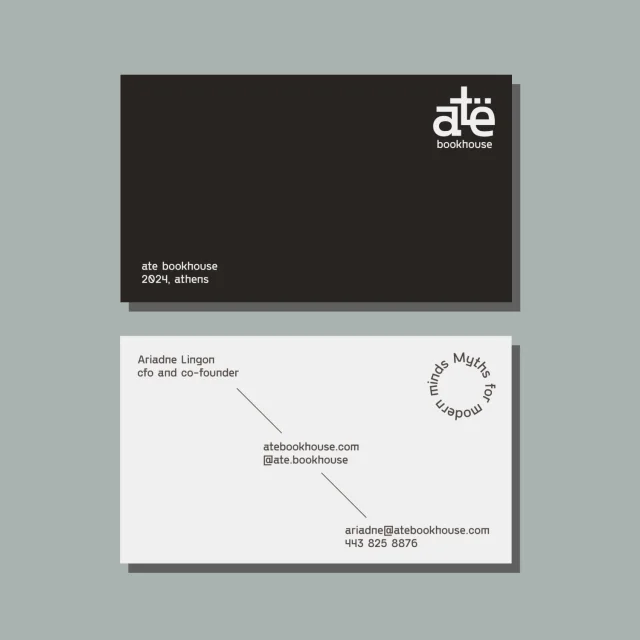 atë
bookhouse
ate bookhouse
2024, athens
Ariadne Lingon
cfo and co-founder
Myths for modern minds
atebookhouse.com
@ate.bookhouse
ariadne@atebookhouse.com
443 825 8876